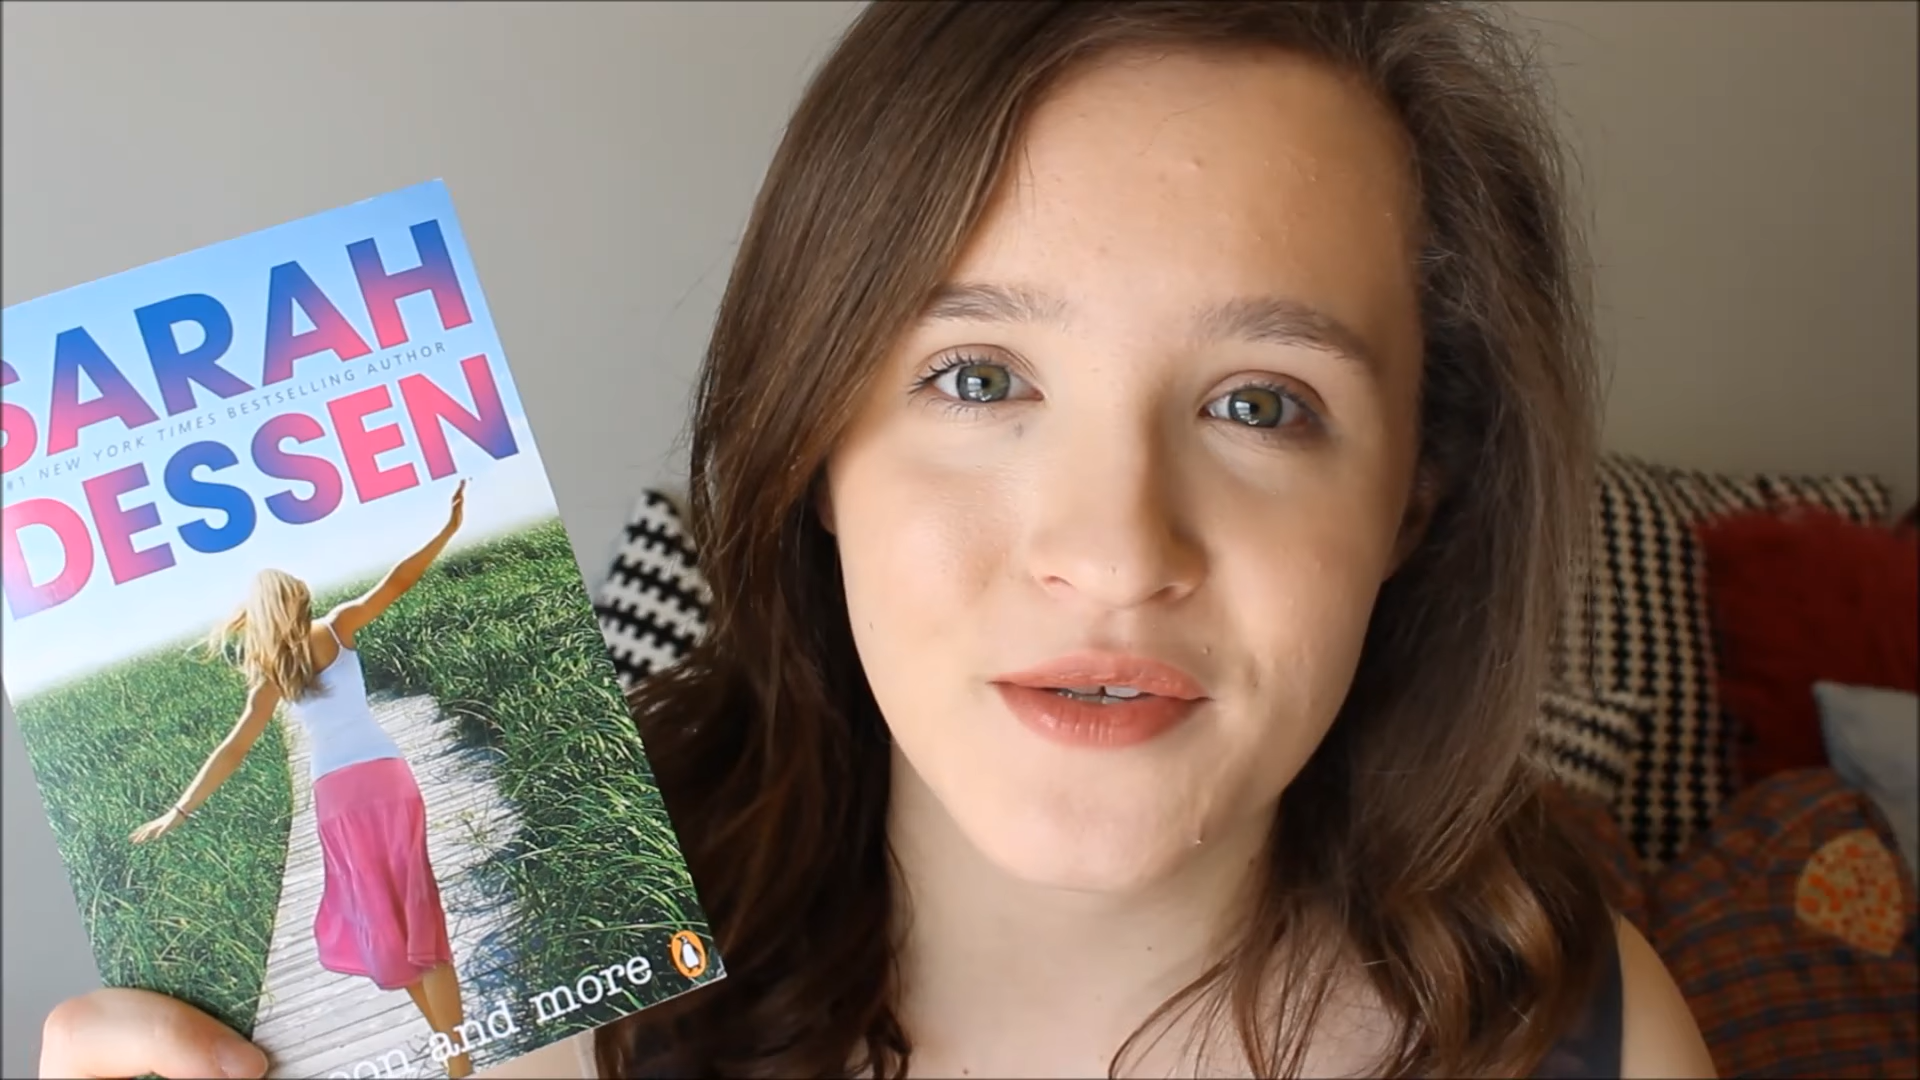 SARAH
#1 NEW YORK TIMES BESTSELLING AUTHOR
DESSEN
and more